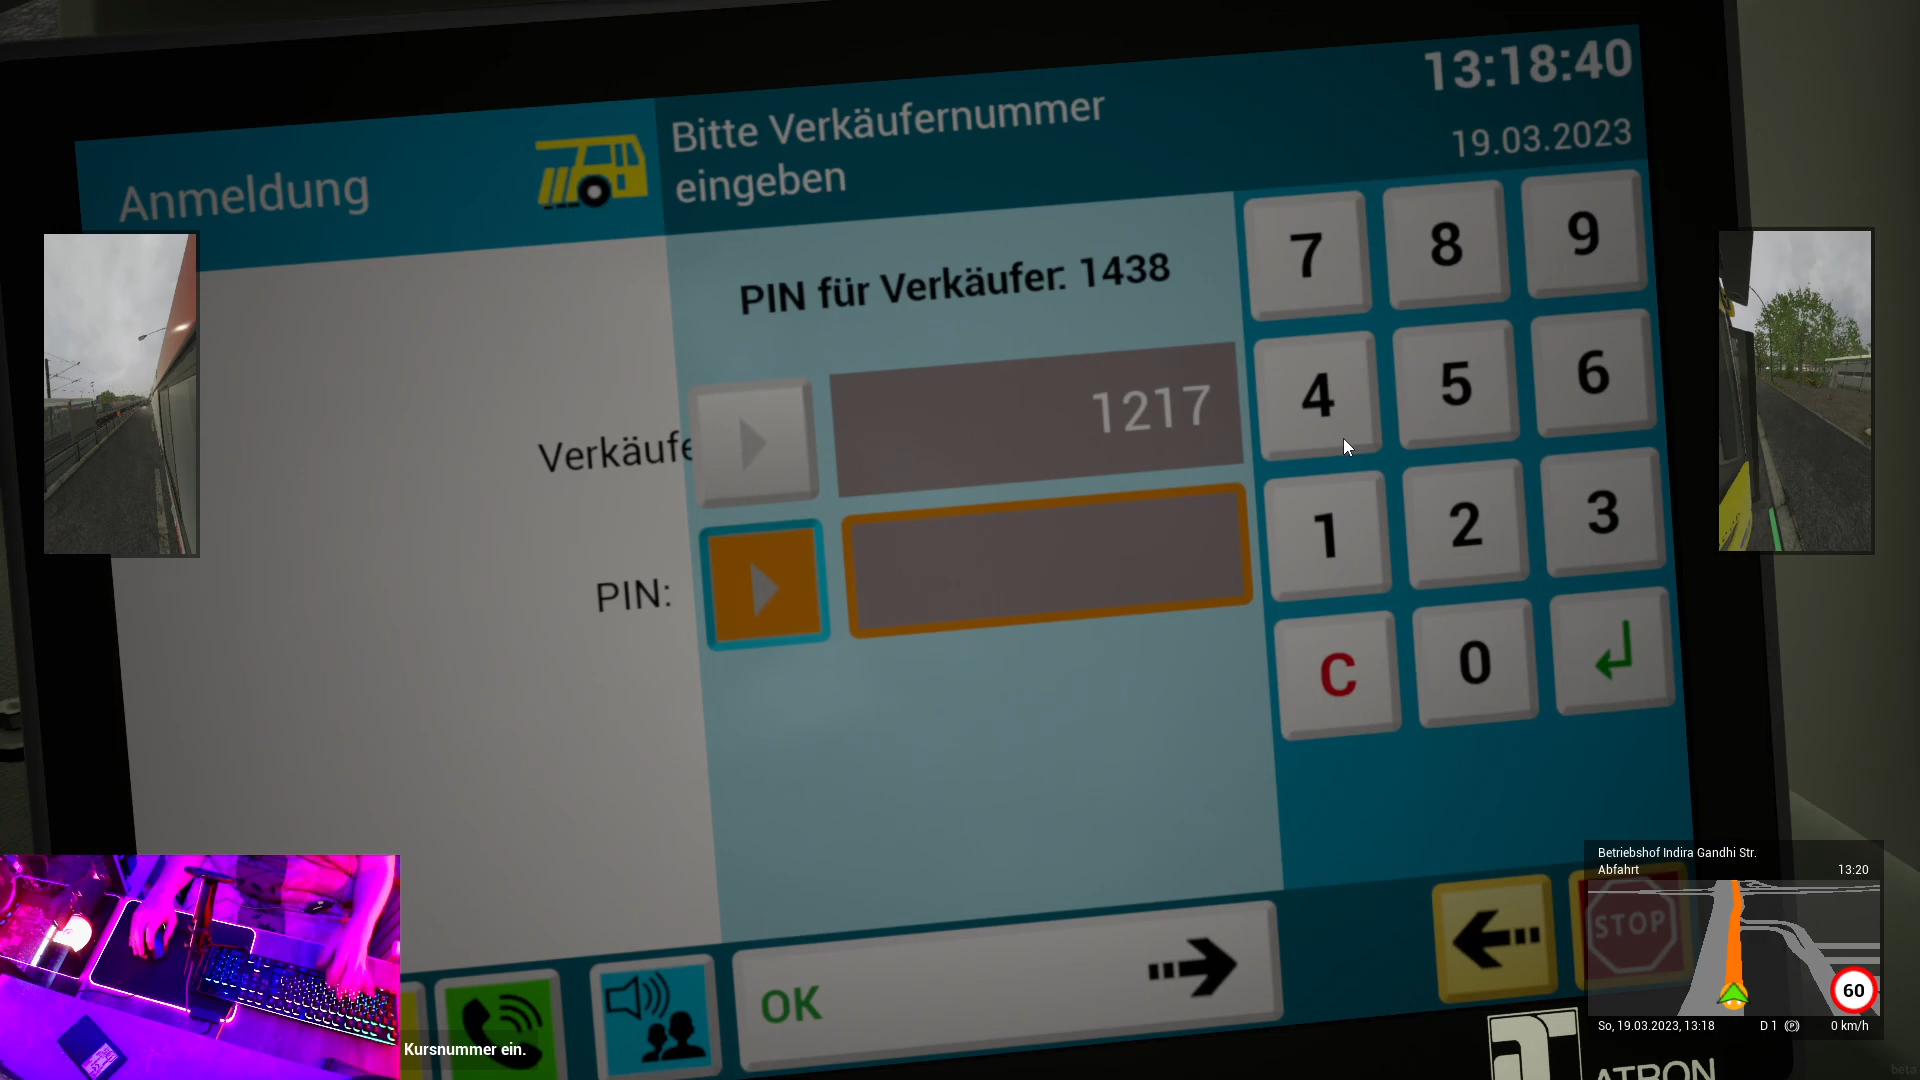 13:18:40
19.03.2023
Anmeldung
Bitte Verkäufernummer
eingeben
PIN für Verkäufer: 1438
Verkäufe
1217
PIN:
7 8 9
4 5 6
1 2 3
C 0
OK
STOP
ATRON
Kursnummer ein.
Betriebshof Indira Gandhi Str.
Abfahrt 13:20
60
So, 19.03.2023, 13:18 D 1 P 0 km/h
beta